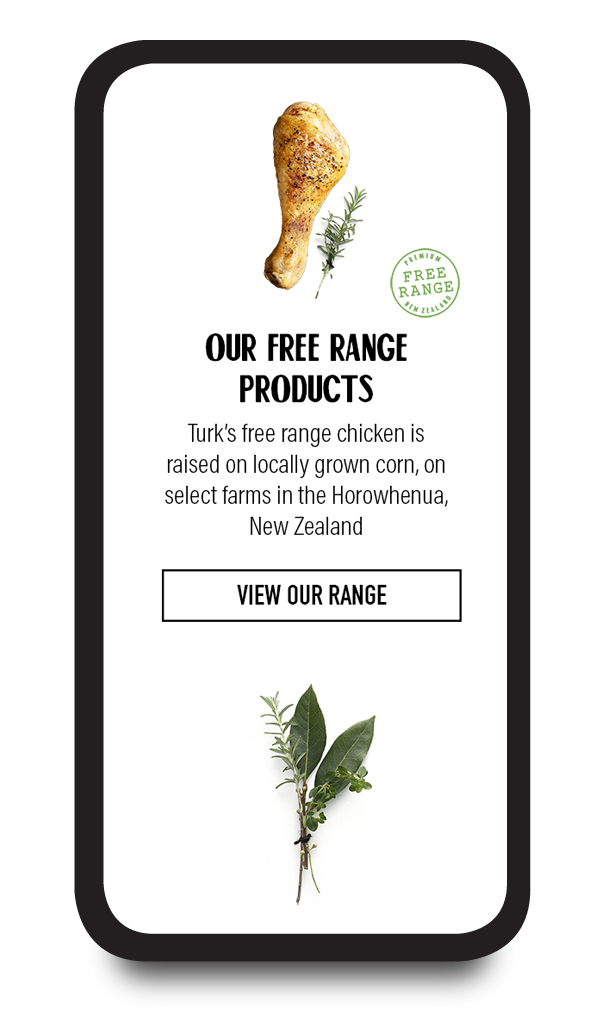 PREMIUM
FREE
RANGE
NEW ZEALAND
OUR FREE RANGE
PRODUCTS
Turk's free range chicken is
raised on locally grown corn, on
select farms in the Horowhenua,
New Zealand
VIEW OUR RANGE